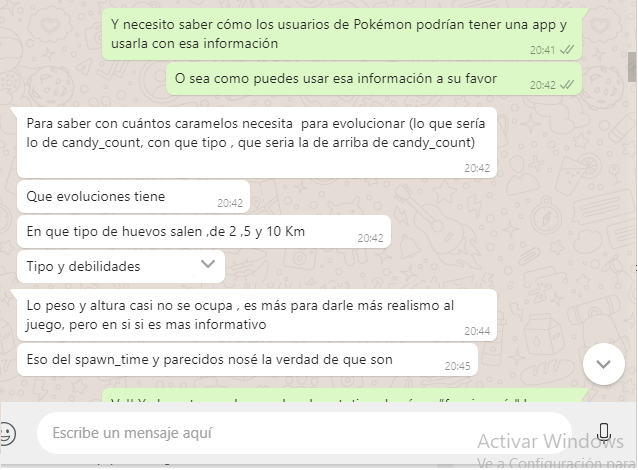 Y necesito saber cómo los usuarios de Pokémon podrían tener una app y
usarla con esa información
20:41
O sea como puedes usar esa información a su favor
20:42
Para saber con cuántos caramelos necesita para evolucionar (lo que sería
lo de candy_count, con que tipo , que seria la de arriba de candy_count)
20:42
Que evoluciones tiene
20:42
En que tipo de huevos salen ,de 2 ,5 y 10 Km
20:42
Tipo y debilidades
Lo peso y altura casi no se ocupa , es más para darle más realismo al
juego, pero en si si es mas informativo
20:44
Eso del spawn_time y parecidos nosé la verdad de que son
20:45
Escribe un mensaje aquí
Activar Windows
Ve a Configuración para